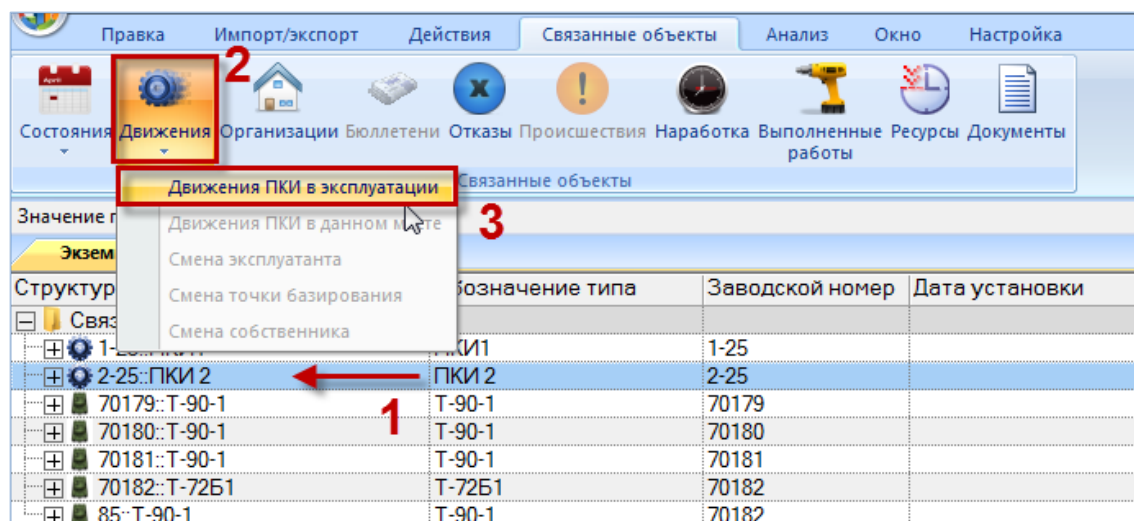 Правка Импорт/экспорт Действия Связанные объекты Анализ Окно Настройка
2
April
Состояния Движения Организации Бюллетени Отказы Происшествия Наработка Выполненные работы Ресурсы Документы
Движения ПКИ в эксплуатации
Связанные объекты
Значение
Движения ПКИ в данном
3
Смена эксплуатанта
Смена точки базирования
Смена собственника
Экзем
Структур бозначение типа Заводской номер Дата установки
Связ
1-25::ПКИ1 ПКИ1 1-25
2-25::ПКИ 2 ПКИ 2 2-25
1
70179::Т-90-1 Т-90-1 70179
70180::Т-90-1 Т-90-1 70180
70181::Т-90-1 Т-90-1 70181
70182::Т-72Б1 Т-72Б1 70182
85::Т-90-1 Т-90-1 70182